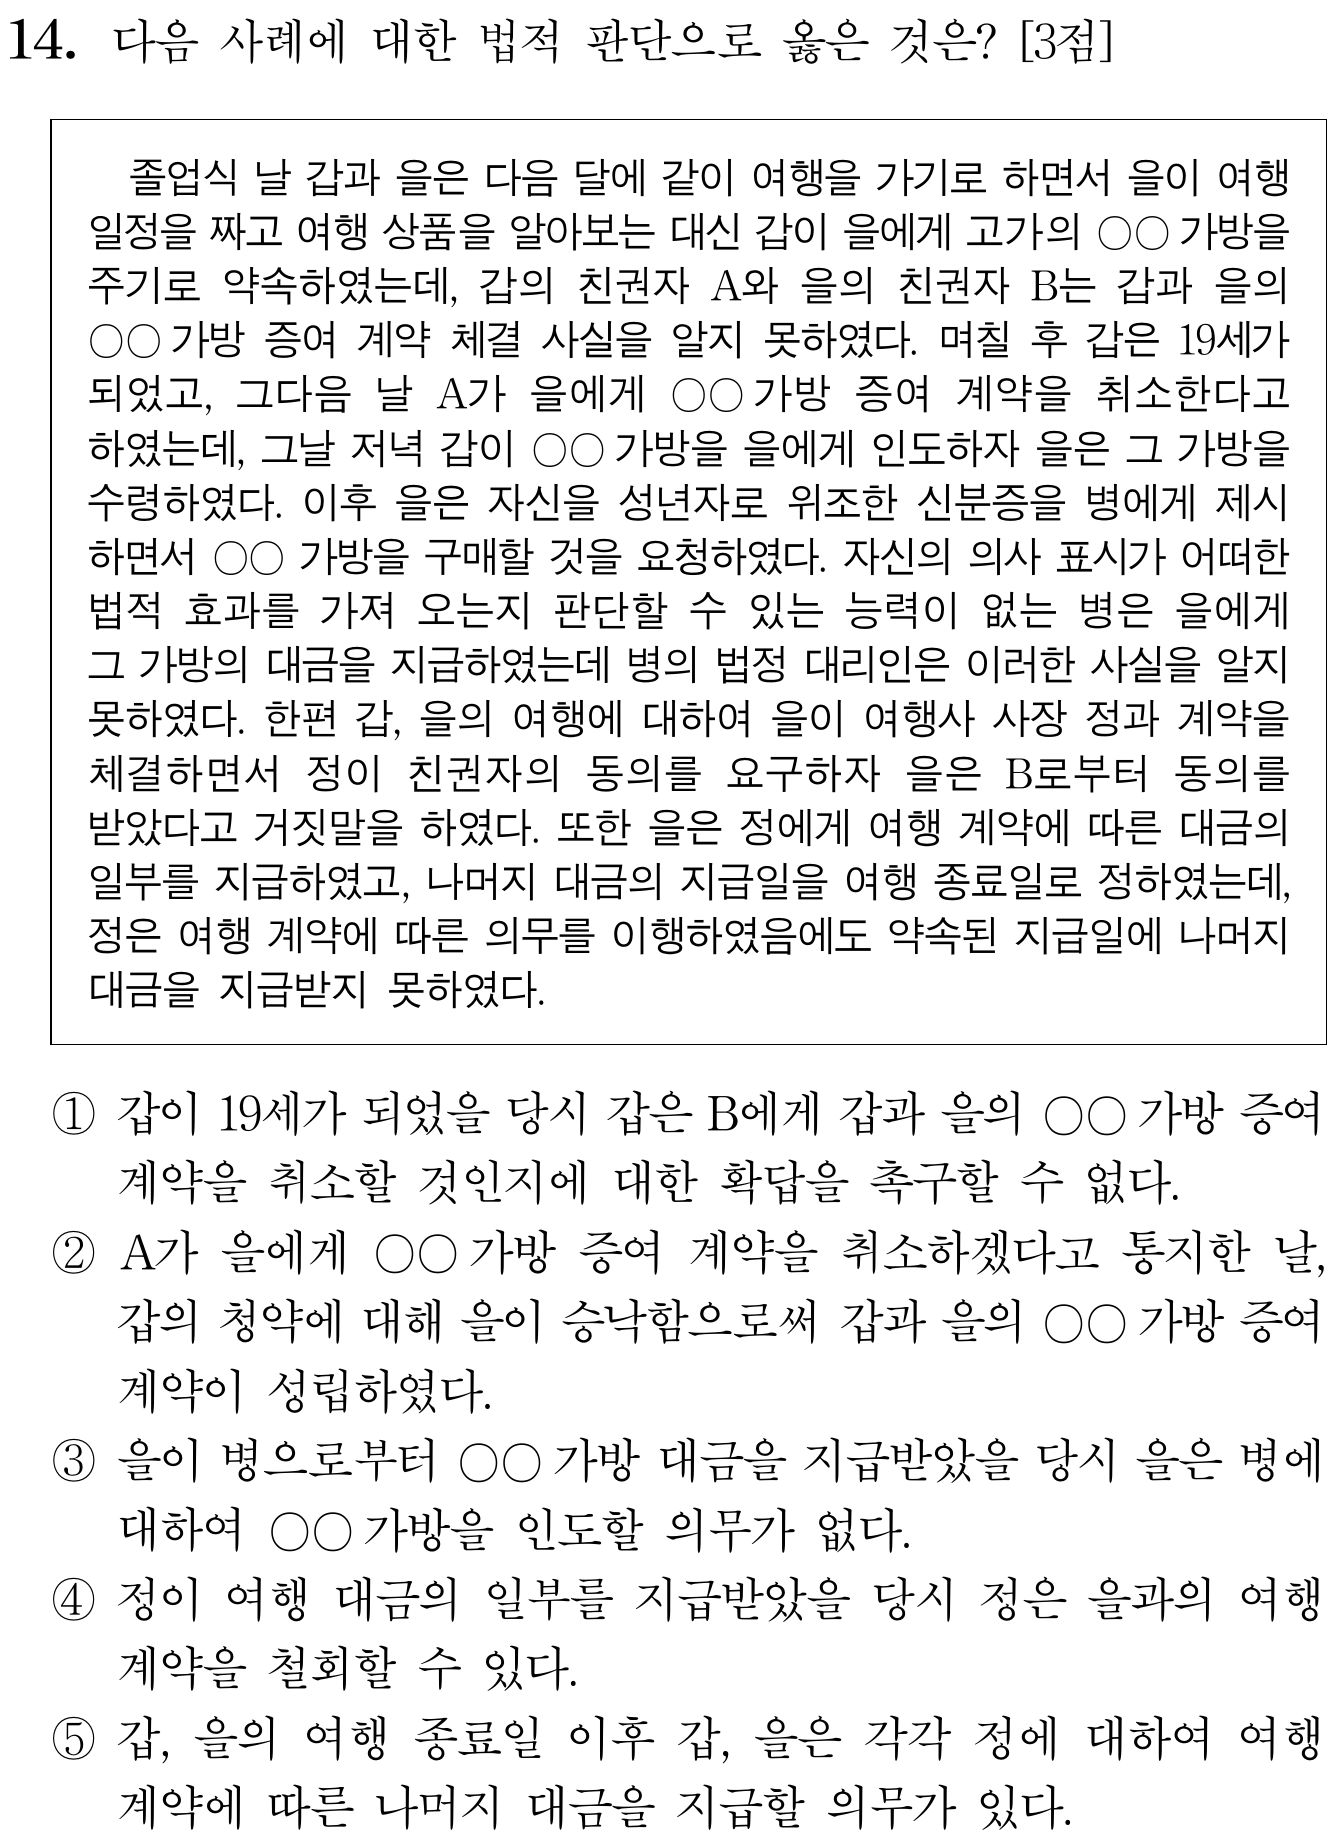 14. 다음 사례에 대한 법적 판단으로 옳은 것은? [3점]
졸업식 날 갑과 을은 다음 달에 같이 여행을 가기로 하면서 을이 여행
일정을 짜고 여행 상품을 알아보는 대신 갑이 을에게 고가의 ○○ 가방을
주기로 약속하였는데, 갑의 친권자 A와 을의 친권자 B는 갑과 을의
○○ 가방 증여 계약 체결 사실을 알지 못하였다. 며칠 후 갑은 19세가
되었고, 그다음 날 A가 을에게 ○○ 가방 증여 계약을 취소한다고
하였는데, 그날 저녁 갑이 ○○ 가방을 을에게 인도하자 을은 그 가방을
수령하였다. 이후 을은 자신을 성년자로 위조한 신분증을 병에게 제시
하면서 ○○ 가방을 구매할 것을 요청하였다. 자신의 의사 표시가 어떠한
법적 효과를 가져 오는지 판단할 수 있는 능력이 없는 병은 을에게
그 가방의 대금을 지급하였는데 병의 법정 대리인은 이러한 사실을 알지
못하였다. 한편 갑, 을의 여행에 대하여 을이 여행사 사장 정과 계약을
체결하면서 정이 친권자의 동의를 요구하자 을은 B로부터 동의를
받았다고 거짓말을 하였다. 또한 을은 정에게 여행 계약에 따른 대금의
일부를 지급하였고, 나머지 대금의 지급일을 여행 종료일로 정하였는데,
정은 여행 계약에 따른 의무를 이행하였음에도 약속된 지급일에 나머지
대금을 지급받지 못하였다.
① 갑이 19세가 되었을 당시 갑은 B에게 갑과 을의 ○○ 가방 증여
계약을 취소할 것인지에 대한 확답을 촉구할 수 없다.
② A가 을에게 ○○ 가방 증여 계약을 취소하겠다고 통지한 날,
갑의 청약에 대해 을이 승낙함으로써 갑과 을의 ○○ 가방 증여
계약이 성립하였다.
③ 을이 병으로부터 ○○ 가방 대금을 지급받았을 당시 을은 병에
대하여 ○○ 가방을 인도할 의무가 없다.
④ 정이 여행 대금의 일부를 지급받았을 당시 정은 을과의 여행
계약을 철회할 수 있다.
⑤ 갑, 을의 여행 종료일 이후 갑, 을은 각각 정에 대하여 여행
계약에 따른 나머지 대금을 지급할 의무가 있다.